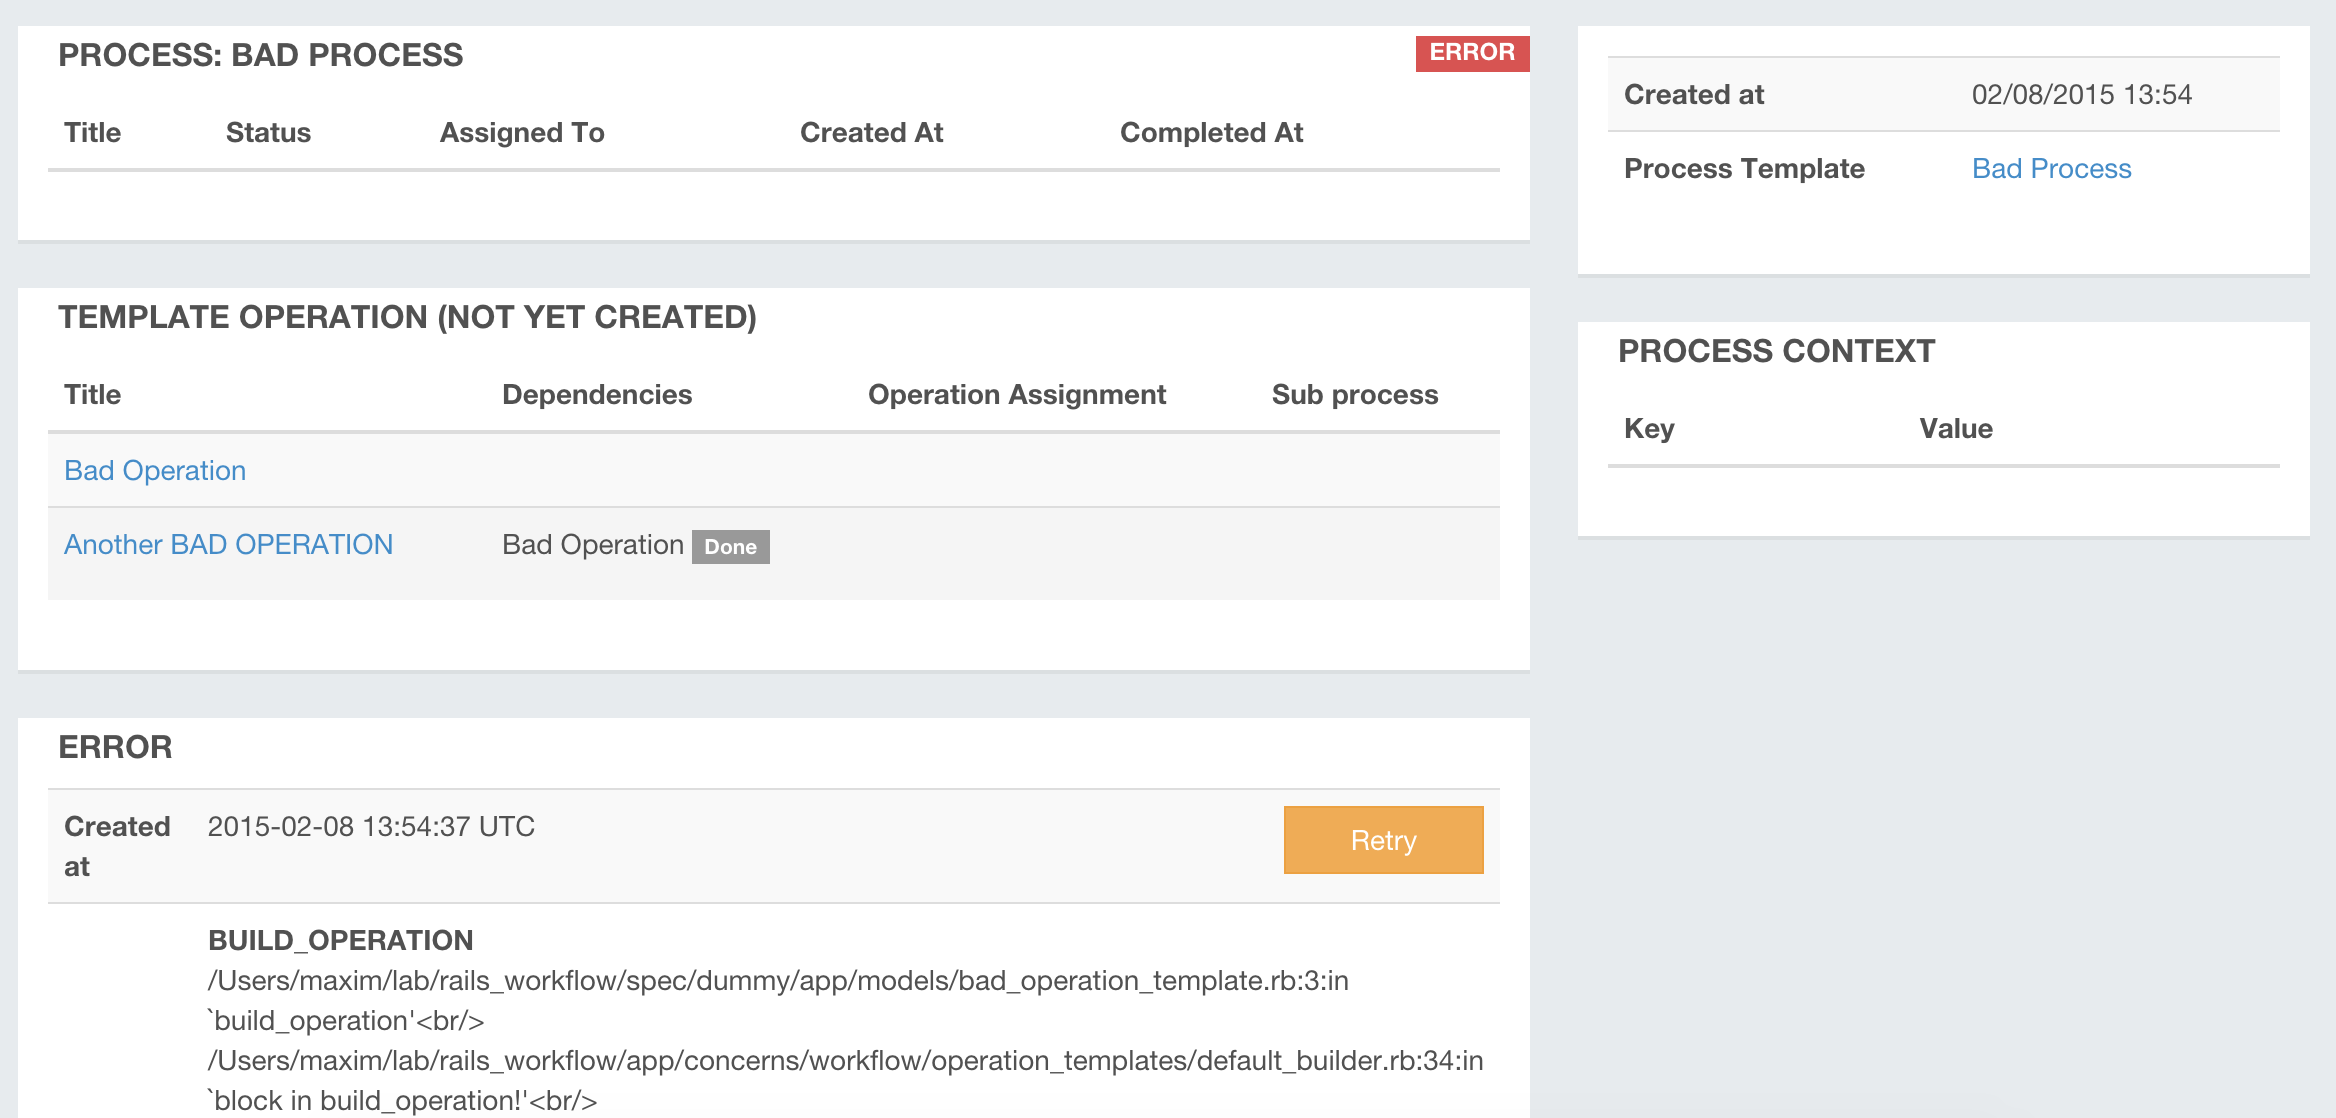 PROCESS: BAD PROCESS
ERROR
Title Status Assigned To Created At Completed At
TEMPLATE OPERATION (NOT YET CREATED)
Title Dependencies Operation Assignment Sub process
Bad Operation
Another BAD OPERATION Bad Operation Done
ERROR
Created at 2015-02-08 13:54:37 UTC Retry
BUILD_OPERATION
/Users/maxim/lab/rails_workflow/spec/dummy/app/models/bad_operation_template.rb:3:in
`build_operation'<br/>
/Users/maxim/lab/rails_workflow/app/concerns/workflow/operation_templates/default_builder.rb:34:in
`block in build_operation!'<br/>
Created at 02/08/2015 13:54
Process Template Bad Process
PROCESS CONTEXT
Key Value